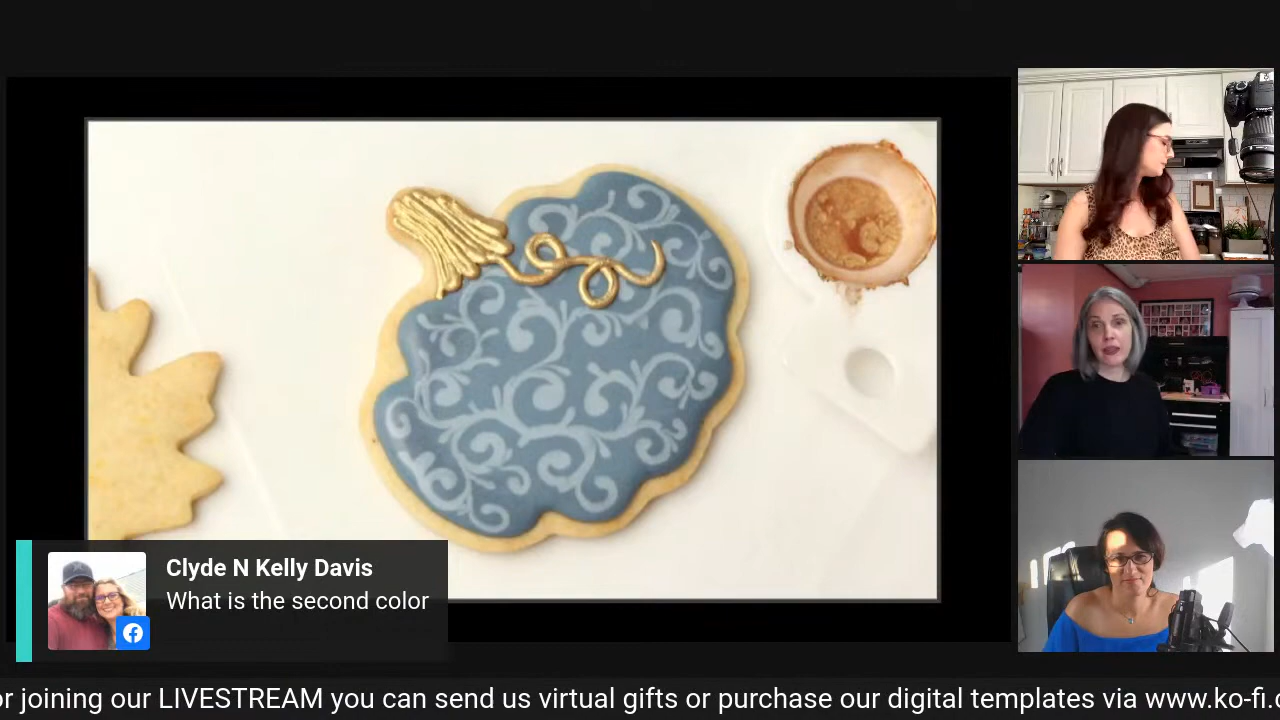 Clyde N Kelly Davis
What is the second color
or joining our LIVESTREAM you can send us virtual gifts or purchase our digital templates via www.ko-fi.c